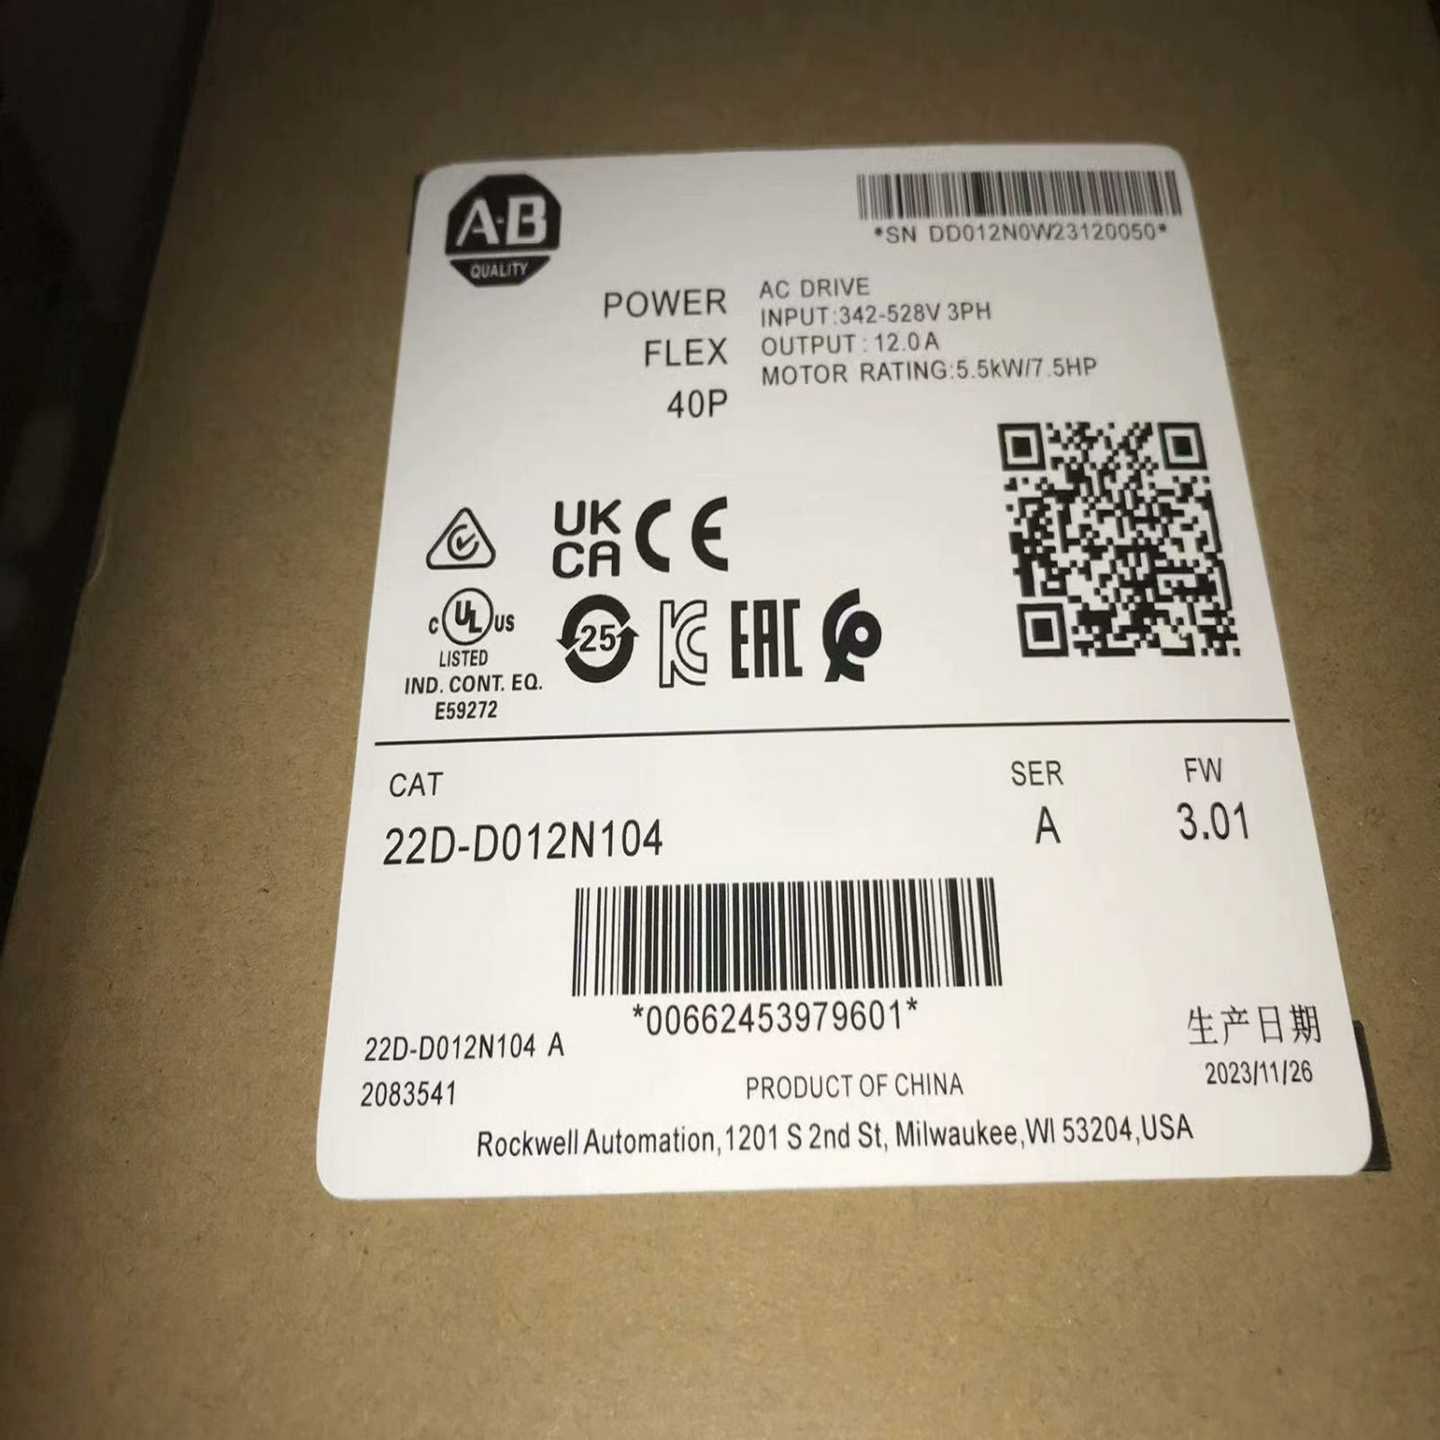 A-B
QUALITY
*SN DD012N0W23120050*
POWER
FLEX
40P
AC DRIVE
INPUT:342-528V 3PH
OUTPUT: 12.0A
MOTOR RATING:5.5kW/7.5HP
UK
CA
CE
C UL US
LISTED
IND. CONT. EQ.
E59272
25
KC
EAC
CAT
SER
FW
22D-D012N104
A
3.01
*00662453979601*
22D-D012N104 A
2083541
PRODUCT OF CHINA
生产日期
2023/11/26
Rockwell Automation,1201 S 2nd St, Milwaukee,WI 53204,USA